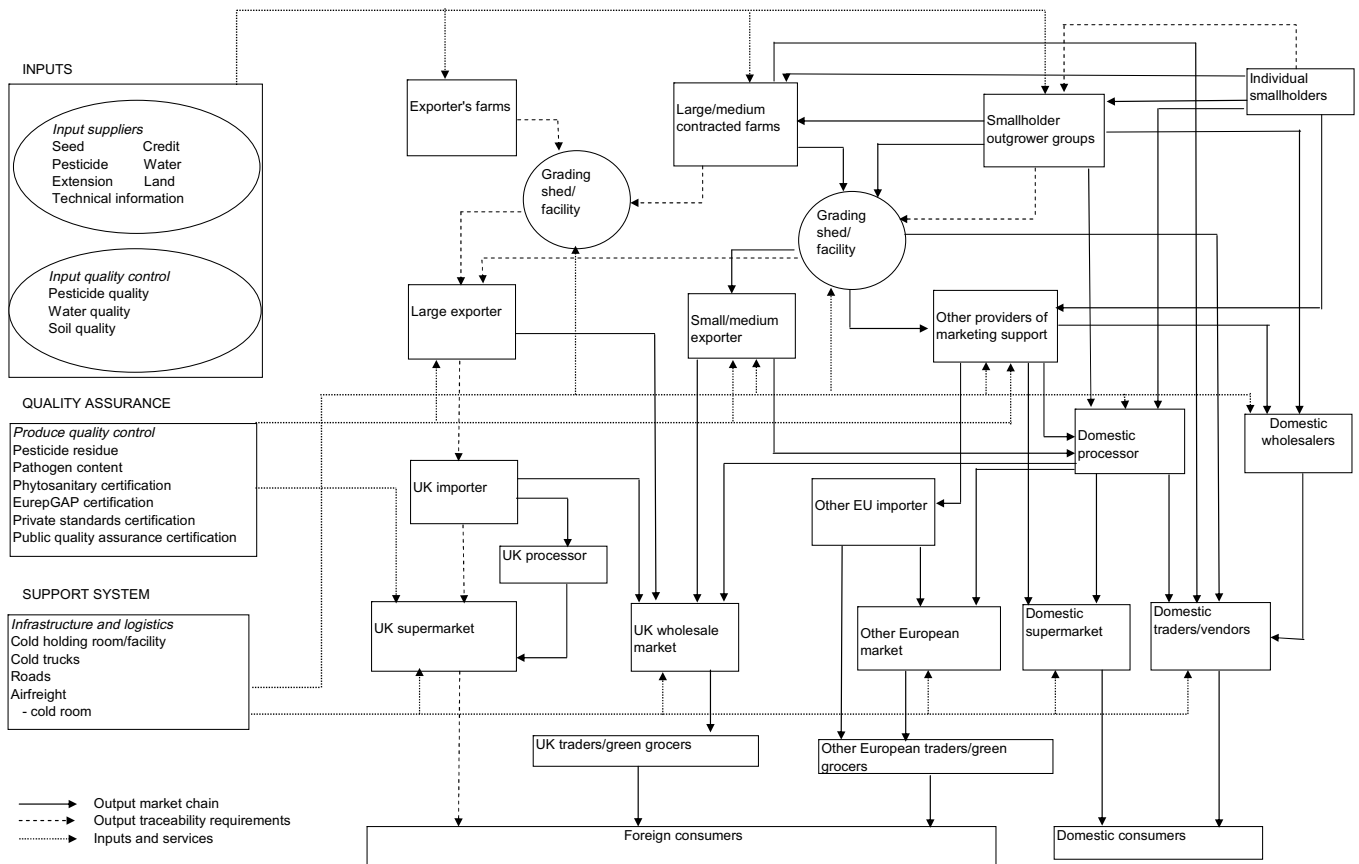 INPUTS
Input suppliers
Seed Credit
Pesticide Water
Extension Land
Technical information
Input quality control
Pesticide quality
Water quality
Soil quality
QUALITY ASSURANCE
Produce quality control
Pesticide residue
Pathogen content
Phytosanitary certification
EurepGAP certification
Private standards certification
Public quality assurance certification
SUPPORT SYSTEM
Infrastructure and logistics
Cold holding room/facility
Cold trucks
Roads
Airfreight
- cold room
Exporter's farms
Large/medium
contracted farms
Smallholder
outgrower groups
Individual
smallholders
Grading
shed/
facility
Grading
shed/
facility
Large exporter
Small/medium
exporter
Other providers of
marketing support
Domestic
processor
Domestic
wholesalers
UK importer
Other EU importer
UK processor
UK supermarket
UK wholesale
market
Other European
market
Domestic
supermarket
Domestic
traders/vendors
UK traders/green grocers
Other European traders/green
grocers
Foreign consumers
Domestic consumers
Output market chain
Output traceability requirements
Inputs and services